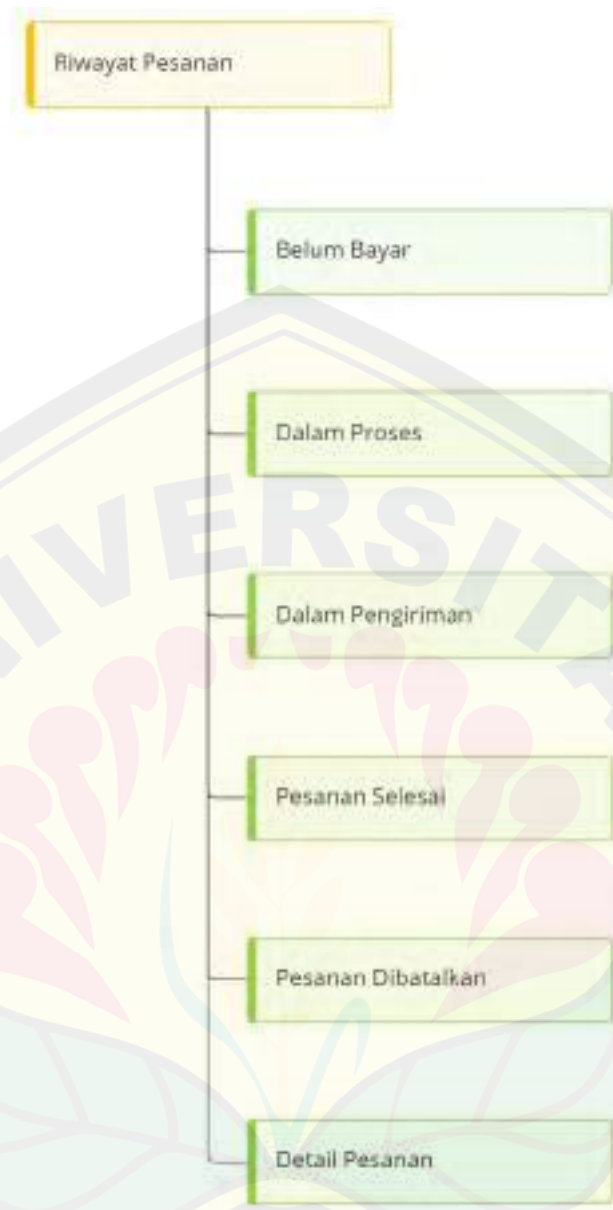 Riwayat Pesanan
Belum Bayar
Dalam Proses
Dalam Pengiriman
Pesanan Selesai
Pesanan Dibatalkan
Detail Pesanan